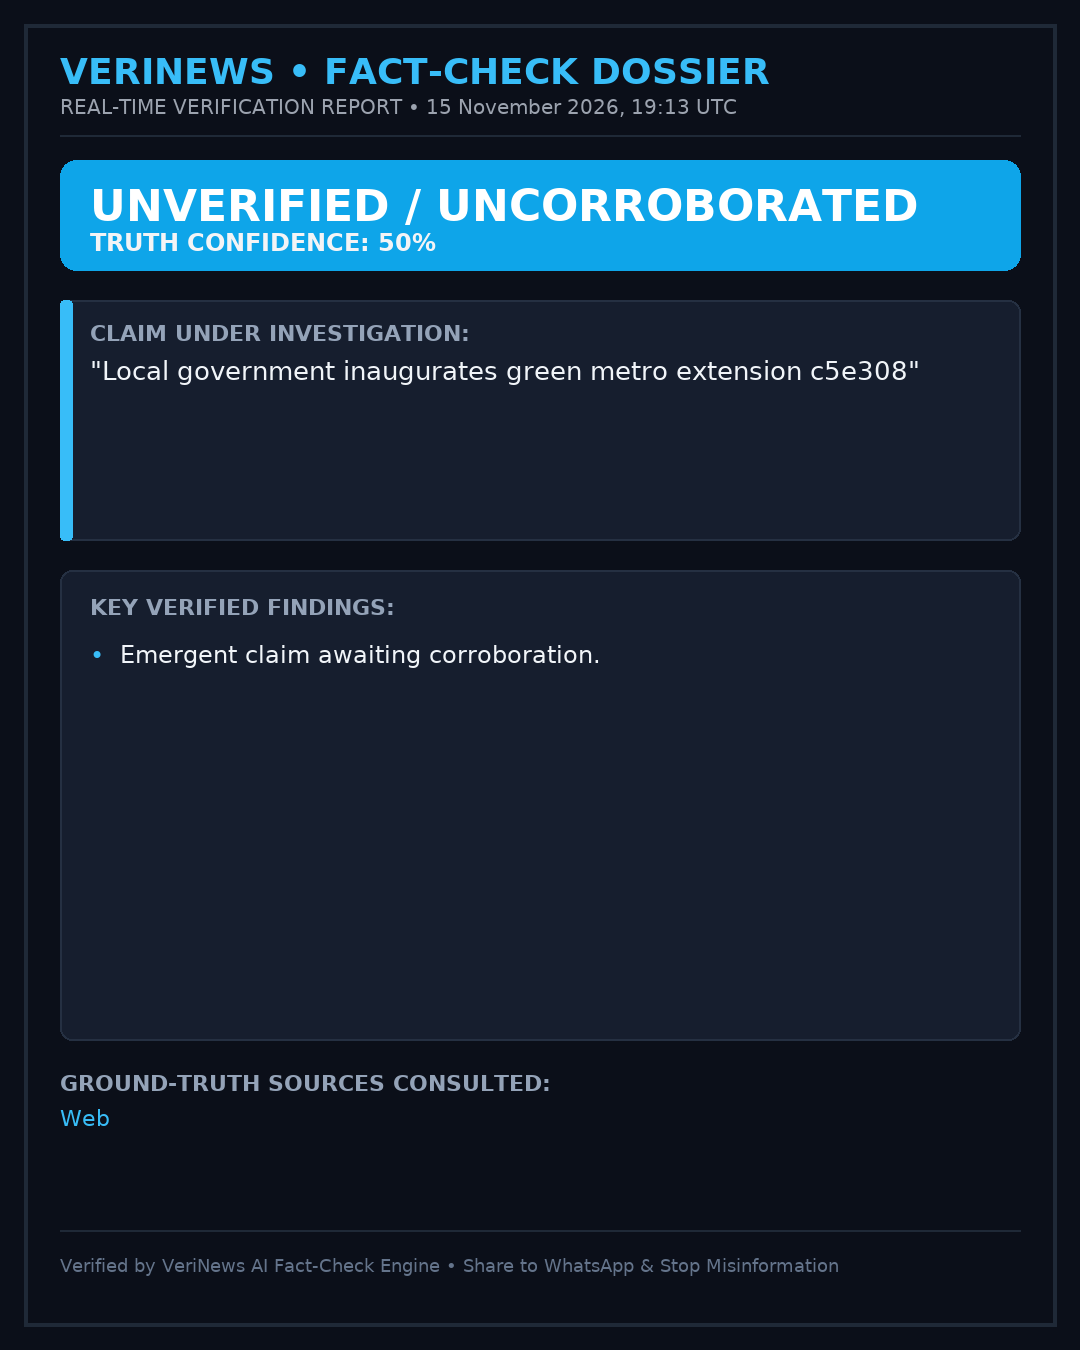 VERINEWS • FACT-CHECK DOSSIER
REAL-TIME VERIFICATION REPORT • 15 November 2026, 19:13 UTC
UNVERIFIED / UNCORROBORATED
TRUTH CONFIDENCE: 50%
CLAIM UNDER INVESTIGATION:
"Local government inaugurates green metro extension c5e308"
KEY VERIFIED FINDINGS:
• Emergent claim awaiting corroboration.
GROUND-TRUTH SOURCES CONSULTED:
Web
Verified by VeriNews AI Fact-Check Engine • Share to WhatsApp & Stop Misinformation